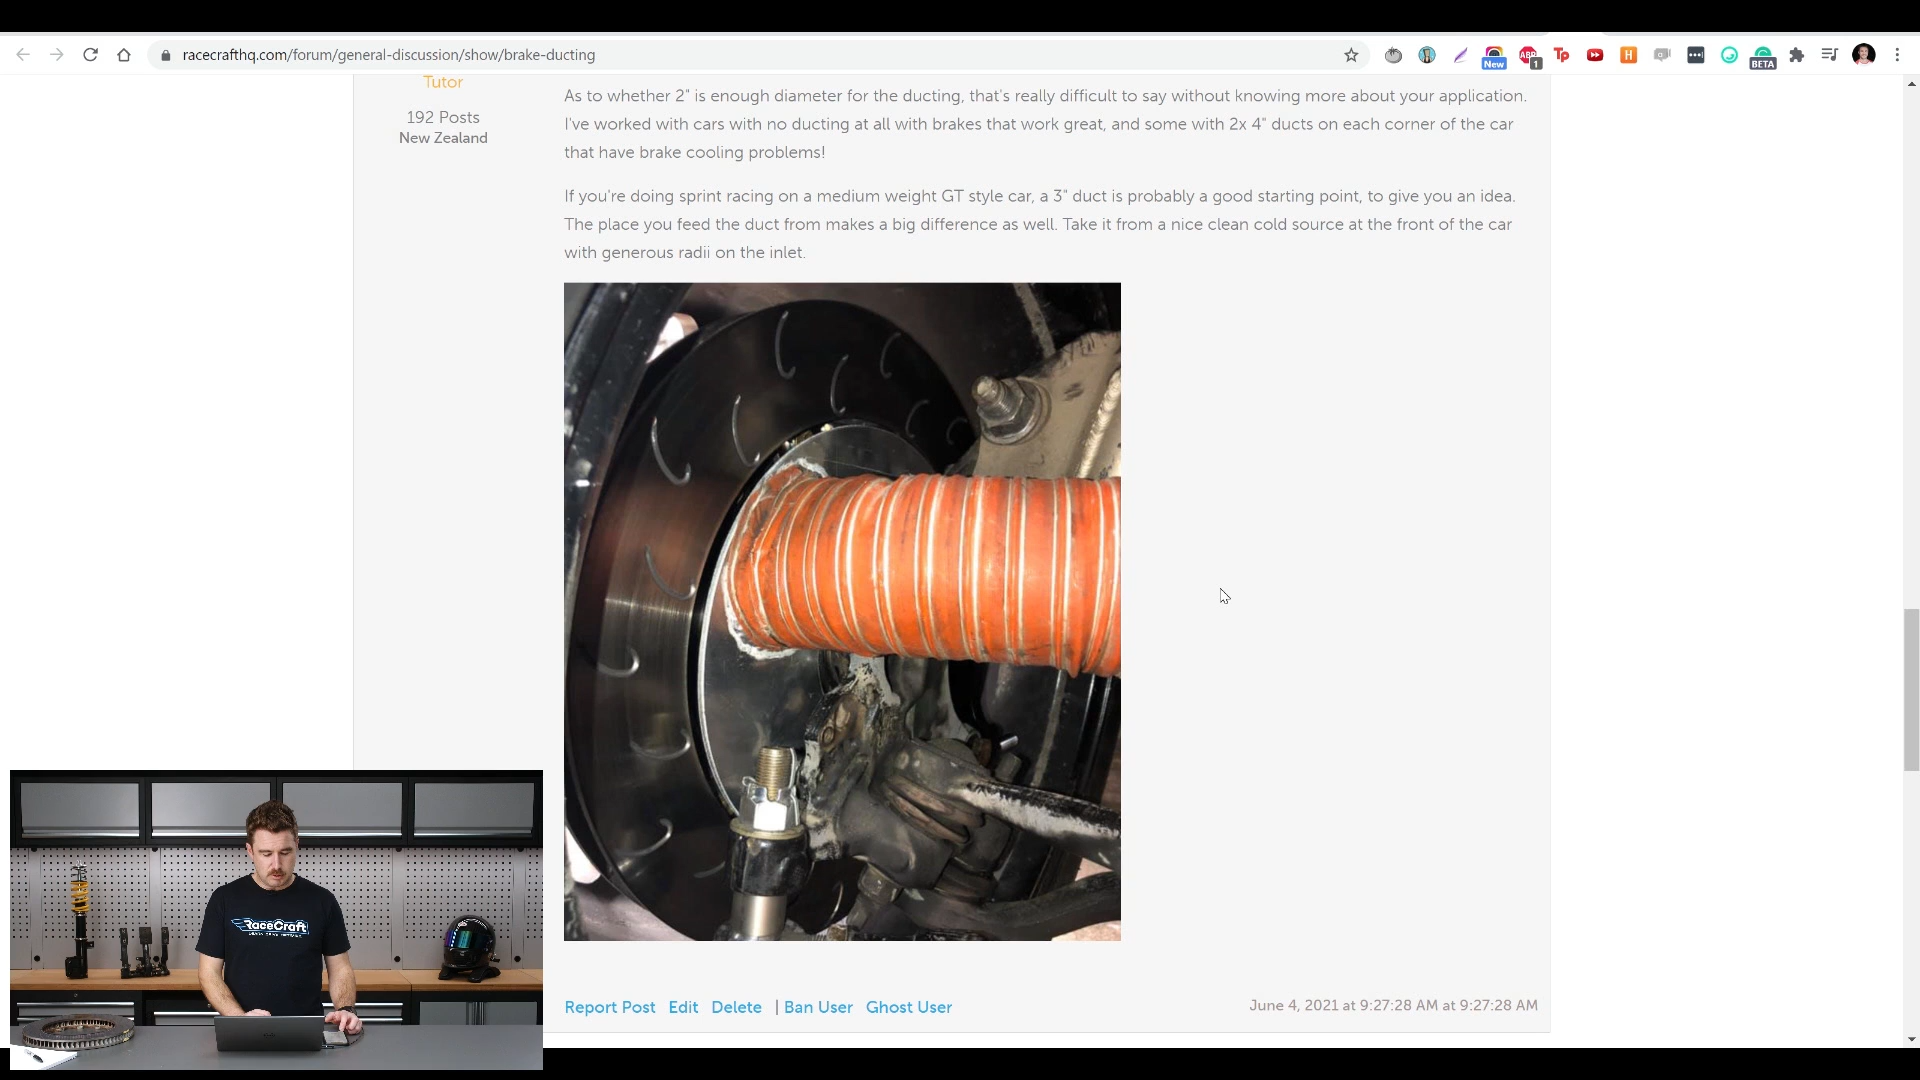 racecrafthq.com/forum/general-discussion/show/brake-ducting
New
ABP
1
TP
H
BETA
Tutor
192 Posts
New Zealand
As to whether 2" is enough diameter for the ducting, that's really difficult to say without knowing more about your application.
I've worked with cars with no ducting at all with brakes that work great, and some with 2x 4" ducts on each corner of the car
that have brake cooling problems!
If you're doing sprint racing on a medium weight GT style car, a 3" duct is probably a good starting point, to give you an idea.
The place you feed the duct from makes a big difference as well. Take it from a nice clean cold source at the front of the car
with generous radii on the inlet.
RaceCraft
Report Post Edit Delete | Ban User Ghost User
June 4, 2021 at 9:27:28 AM at 9:27:28 AM